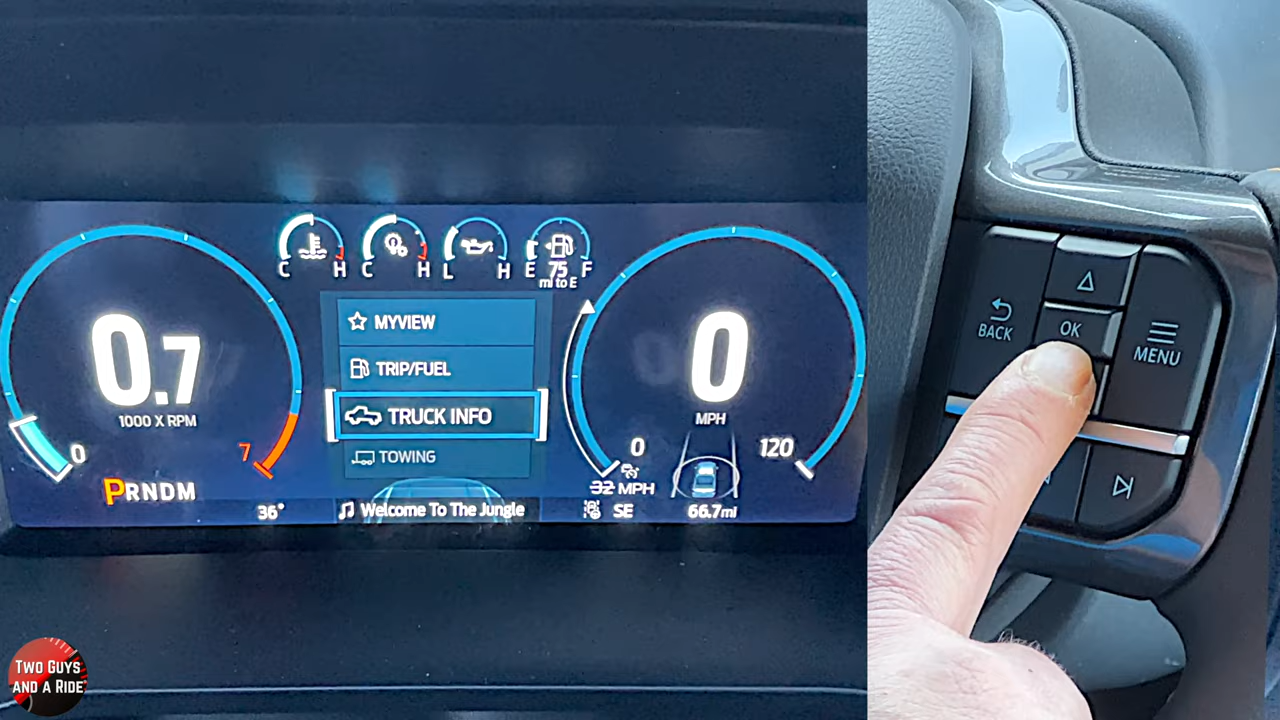 C H
C H
L H
E F
75
mi to E
MYVIEW
TRIP/FUEL
TRUCK INFO
TOWING
0.7
1000 X RPM
0
7
PRNDM
36°
Welcome To The Jungle
0
MPH
0
120
32 MPH
SE
66.7mi
BACK
OK
MENU
TWO GUYS
AND A RIDE